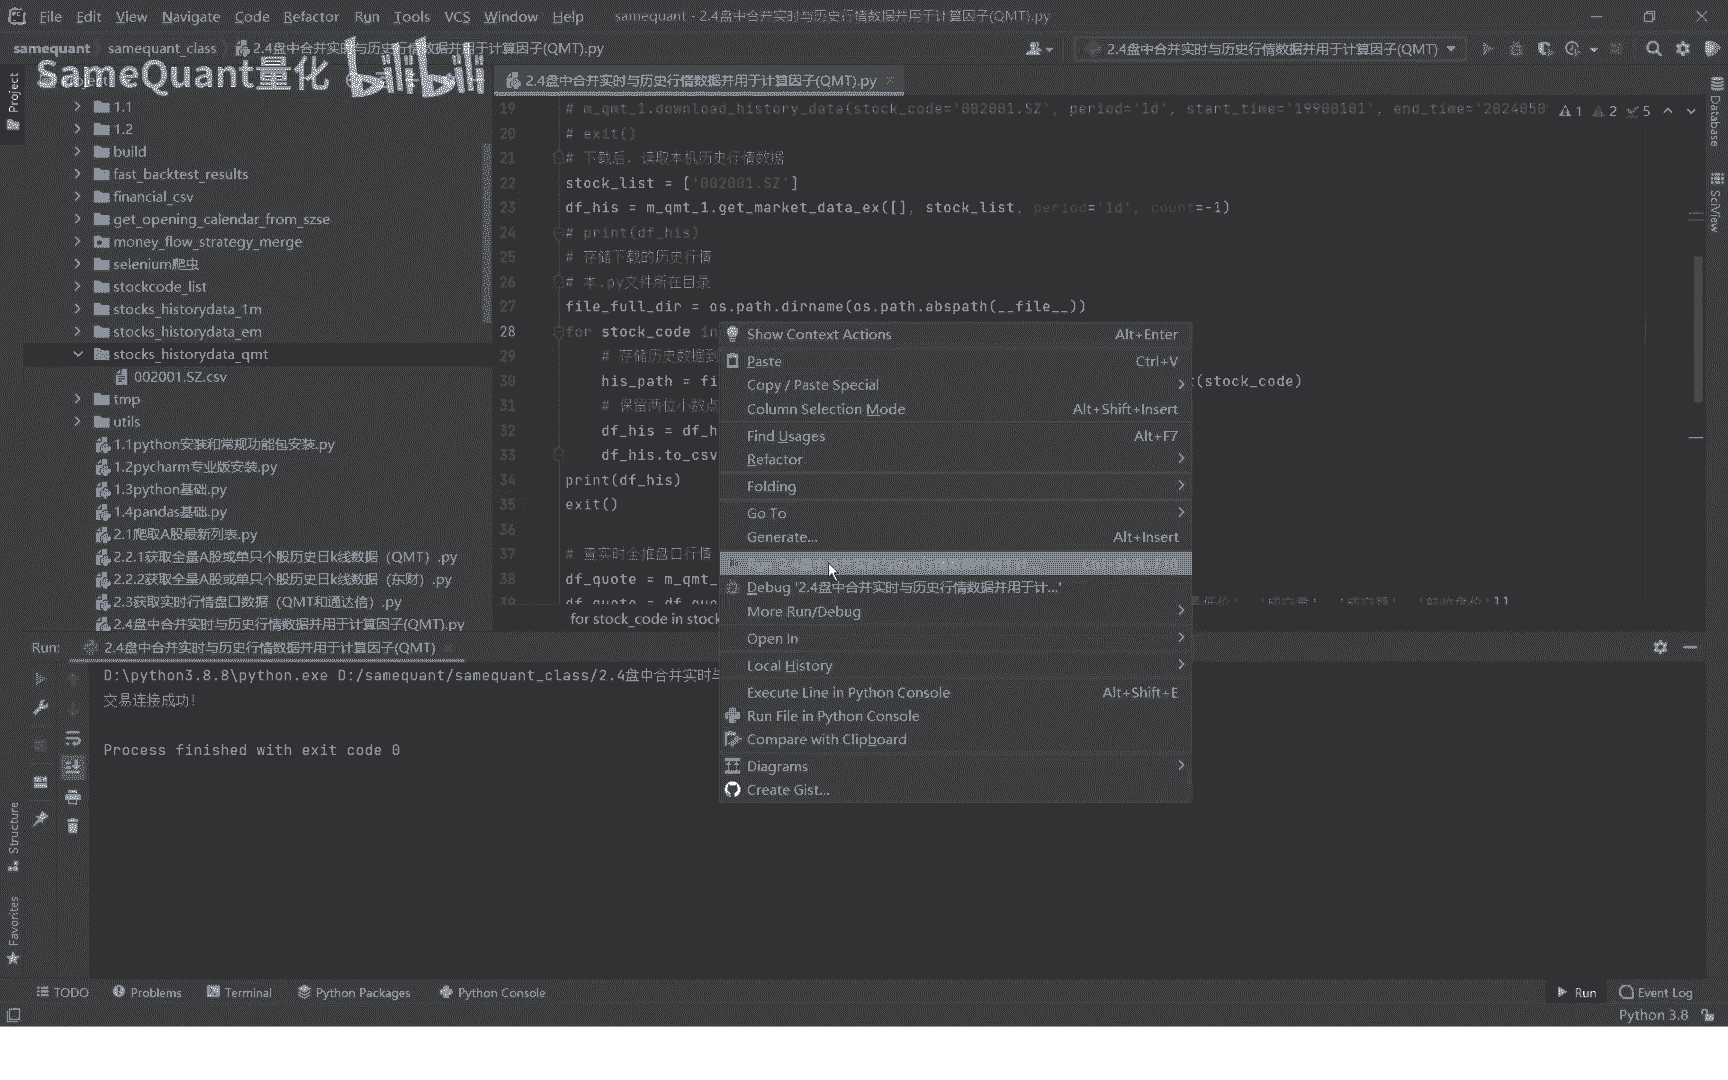 File Edit View Navigate Code Refactor Run Tools VCS Window Help samequant - 2.4盘中合并实时与历史行情数据并用于计算因子(QMT).py
samequant samequant_class 2.4盘中合并实时与历史行情数据并用于计算因子(QMT).py
2.4盘中合并实时与历史行情数据并用于计算因子(QMT)
SameQuant量化 bilibili
2.4盘中合并实时与历史行情数据并用于计算因子(QMT).py
Project
1.1
1.2
build
fast_backtest_results
financial_csv
get_opening_calendar_from_szse
money_flow_strategy_merge
selenium爬虫
stockcode_list
stocks_historydata_1m
stocks_historydata_em
stocks_historydata_qmt
002001.SZ.csv
tmp
utils
1.1python安装和常规功能包安装.py
1.2pycharm专业版安装.py
1.3python基础.py
1.4pandas基础.py
2.1爬取A股最新列表.py
2.2.1获取全量A股或单只个股历史日k线数据（QMT）.py
2.2.2获取全量A股或单只个股历史日k线数据（东财）.py
2.3获取实时行情盘口数据（QMT和通达信）.py
2.4盘中合并实时与历史行情数据并用于计算因子(QMT).py
19 # m_qmt_1.download_history_data(stock_code='002001.SZ', period='1d', start_time='19900101', end_time='2024050
1 2 5
20 # exit()
21 # 下载后，读取本机历史行情数据
22 stock_list = ['002001.SZ']
23 df_his = m_qmt_1.get_market_data_ex([], stock_list, period='1d', count=-1)
24 # print(df_his)
25 # 存储下载的历史行情
26 # 本.py文件所在目录
27 file_full_dir = os.path.dirname(os.path.abspath(__file__))
28 for stock_code in
29 # 存储历史数据到
30 his_path = fi (stock_code)
31 # 保留两位小数点
32 df_his = df_h
33 df_his.to_csv
34 print(df_his)
35 exit()
36
37 # 查实时全推盘口行情
38 df_quote = m_qmt_
39 df_quote = df_quo
for stock_code in stock
Show Context Actions Alt+Enter
Paste Ctrl+V
Copy / Paste Special
Column Selection Mode Alt+Shift+Insert
Find Usages Alt+F7
Refactor
Folding
Go To
Generate... Alt+Insert
Debug '2.4盘中合并实时与历史行情数据并用于计...'
More Run/Debug
Open In
Local History
Execute Line in Python Console Alt+Shift+E
Run File in Python Console
Compare with Clipboard
Diagrams
Create Gist...
Database
SciView
Run: 2.4盘中合并实时与历史行情数据并用于计算因子(QMT)
D:\python3.8.8\python.exe D:/samequant/samequant_class/2.4盘中合并实时与
交易连接成功!
Process finished with exit code 0
Structure
Favorites
TODO Problems Terminal Python Packages Python Console Run Event Log
Python 3.8